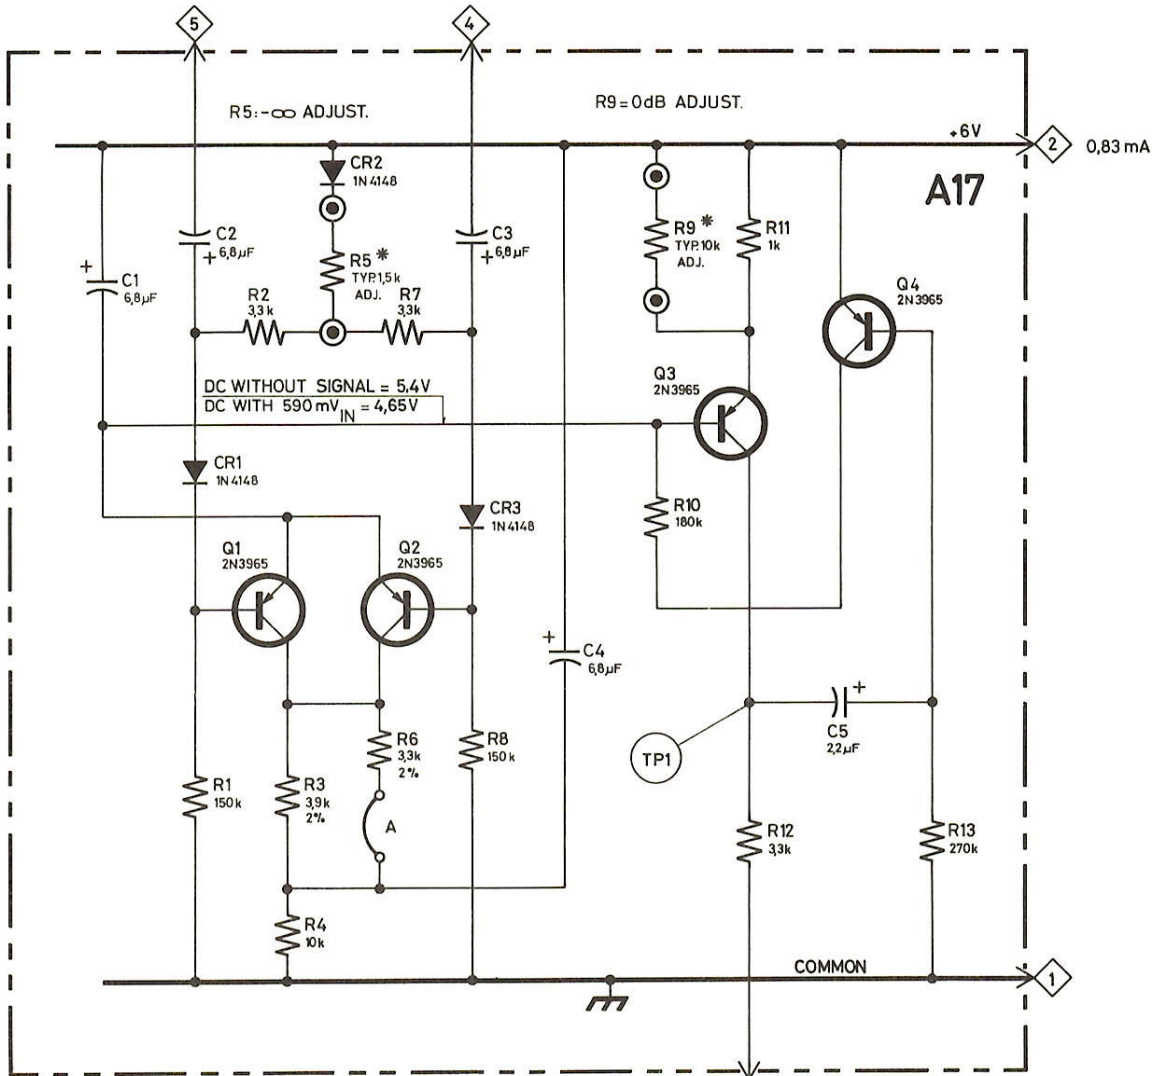 5
4
R5:-∞ ADJUST.
R9=0dB ADJUST.
+6V
2
0,83 mA
A17
CR2
1N 4148
C2
+ 6,8µF
R5*
TYP.1,5k
ADJ.
C3
+ 6,8µF
R9*
TYP.10k
ADJ.
R11
1k
+
C1
6,8µF
R2
3,3k
R7
3,3k
Q4
2N3965
DC WITHOUT SIGNAL = 5,4V
DC WITH 590 mV IN = 4,65V
Q3
2N3965
CR1
1N 4148
CR3
1N4148
R10
180k
Q1
2N3965
Q2
2N3965
+
C4
6,8µF
+
C5
2,2µF
TP1
R6
3,3k
2%
R8
150k
R1
150k
R3
3,9k
2%
A
R12
3,3k
R13
270k
R4
10k
COMMON
1